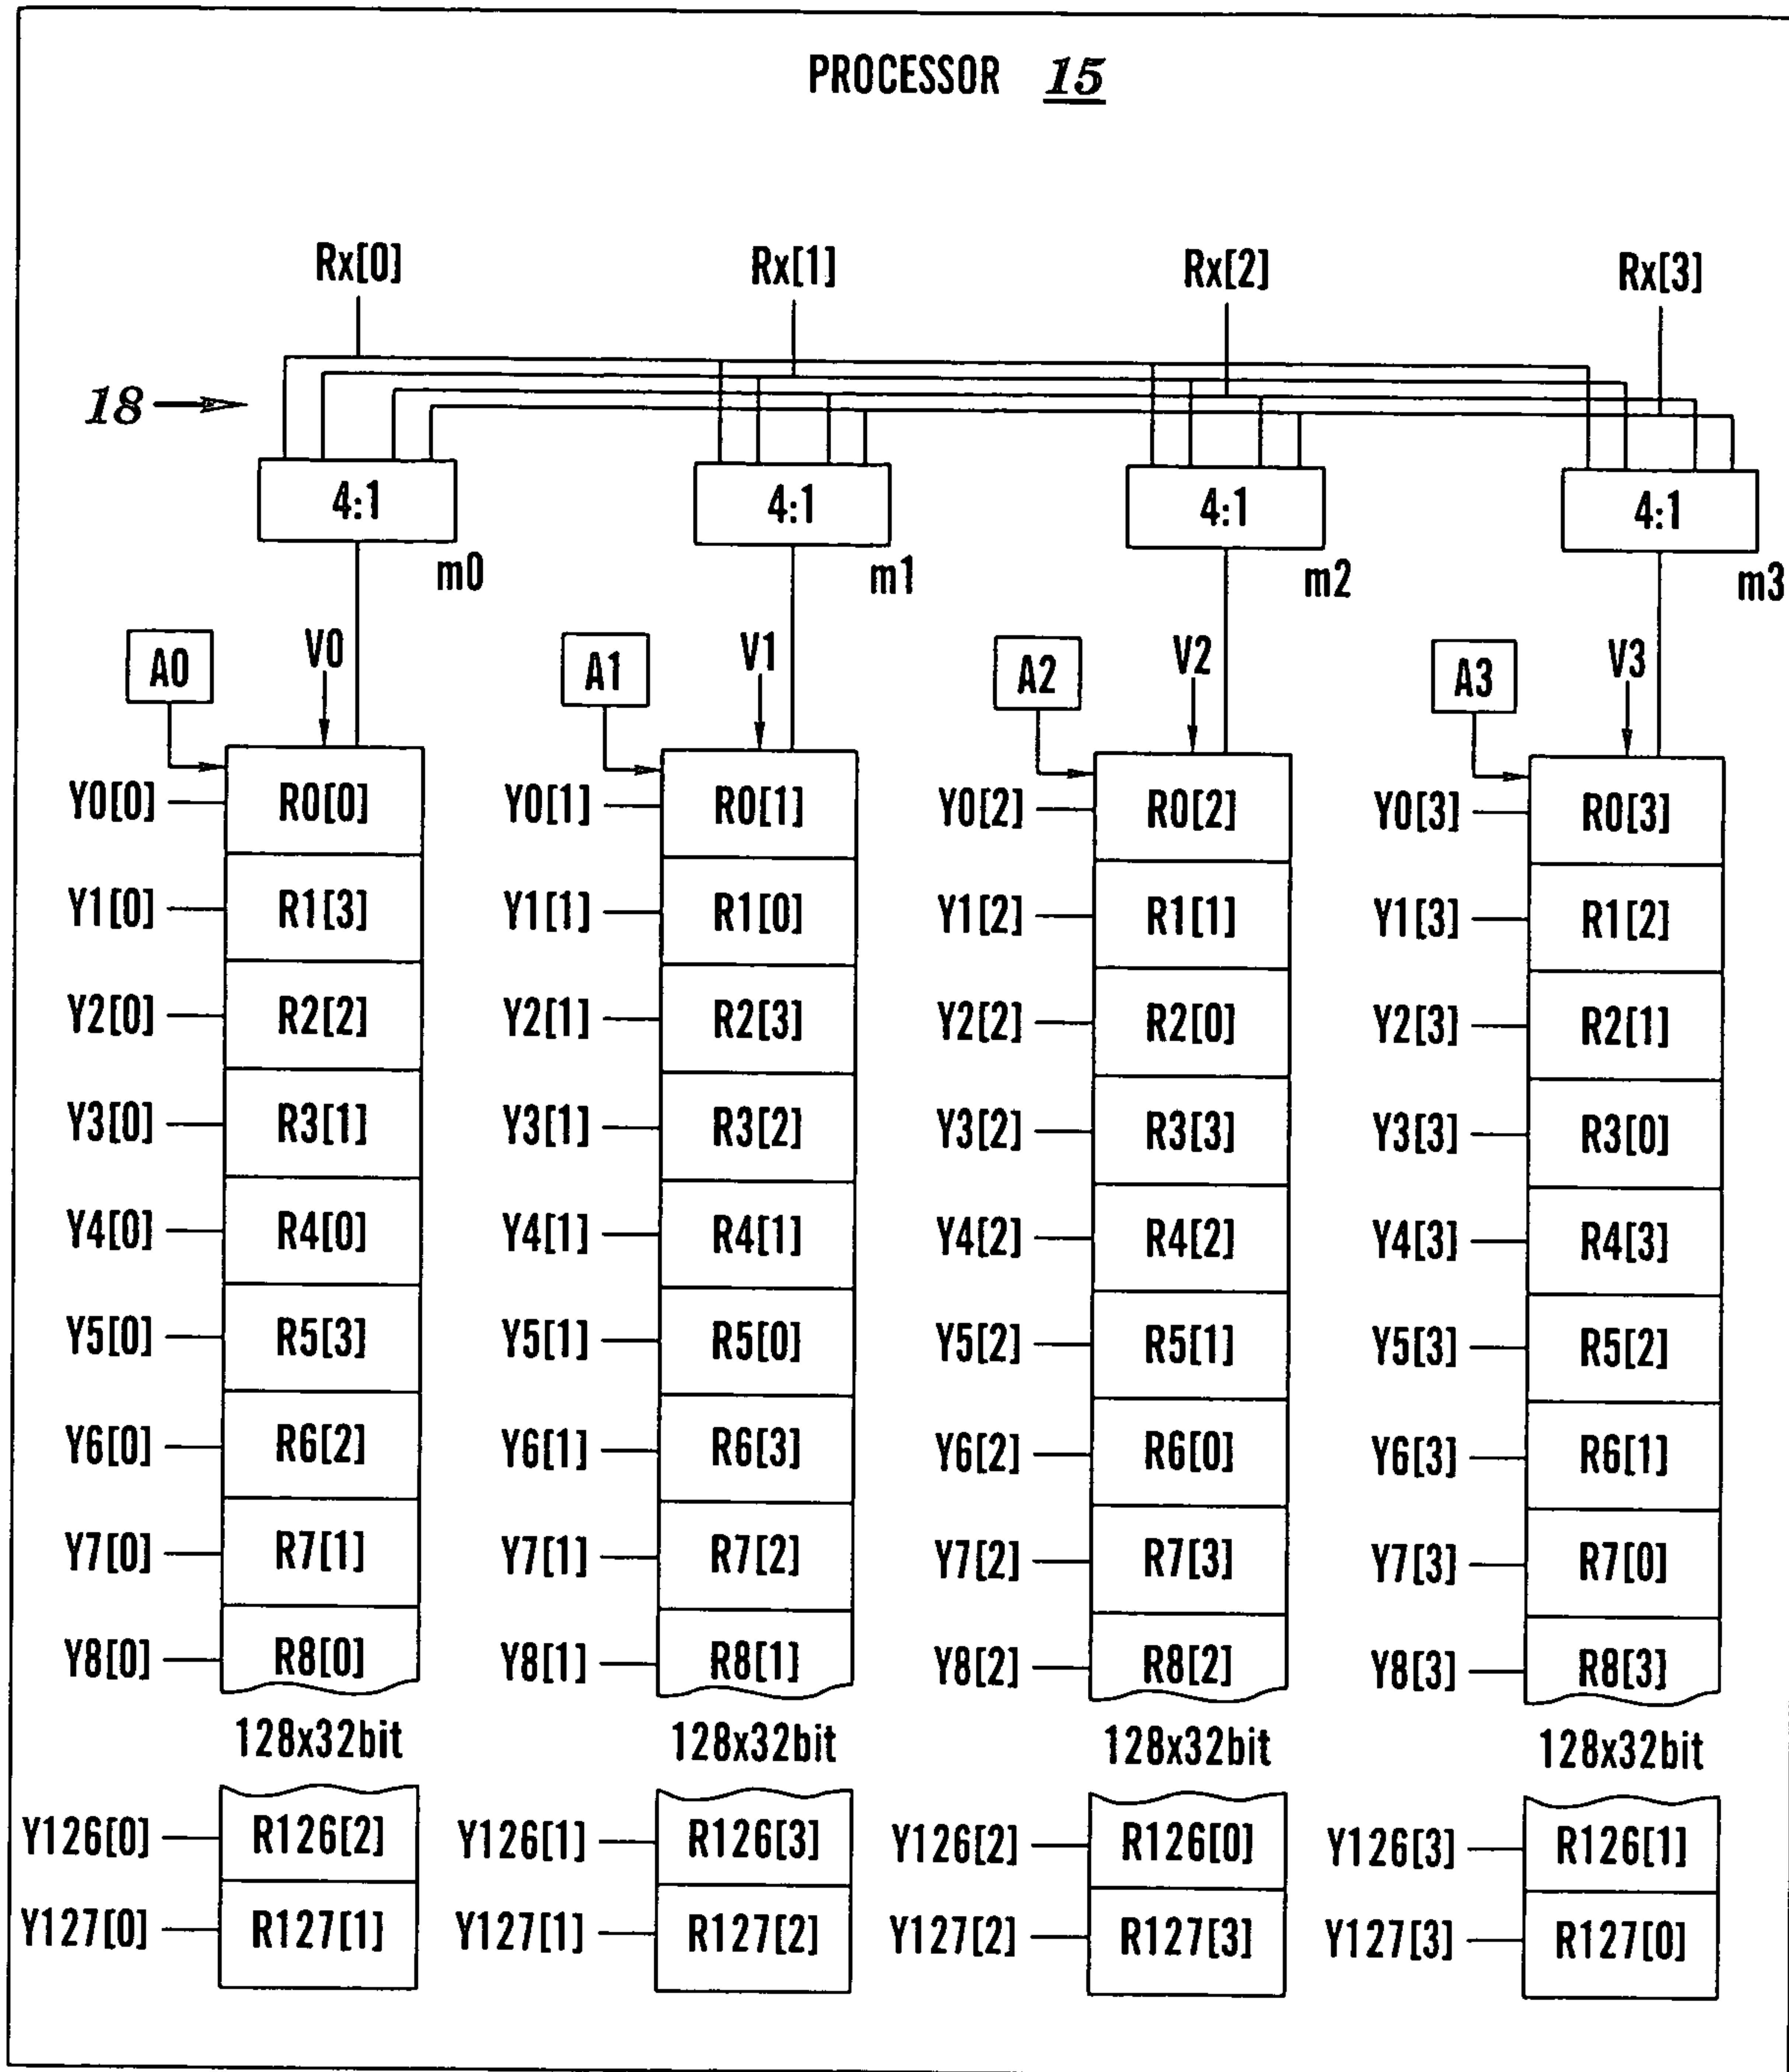 PROCESSOR 15
Rx[0] Rx[1] Rx[2] Rx[3]
18
4:1 4:1 4:1 4:1
m0 m1 m2 m3
A0 V0 A1 V1 A2 V2 A3 V3
Y0[0] R0[0] Y0[1] R0[1] Y0[2] R0[2] Y0[3] R0[3]
Y1[0] R1[3] Y1[1] R1[0] Y1[2] R1[1] Y1[3] R1[2]
Y2[0] R2[2] Y2[1] R2[3] Y2[2] R2[0] Y2[3] R2[1]
Y3[0] R3[1] Y3[1] R3[2] Y3[2] R3[3] Y3[3] R3[0]
Y4[0] R4[0] Y4[1] R4[1] Y4[2] R4[2] Y4[3] R4[3]
Y5[0] R5[3] Y5[1] R5[0] Y5[2] R5[1] Y5[3] R5[2]
Y6[0] R6[2] Y6[1] R6[3] Y6[2] R6[0] Y6[3] R6[1]
Y7[0] R7[1] Y7[1] R7[2] Y7[2] R7[3] Y7[3] R7[0]
Y8[0] R8[0] Y8[1] R8[1] Y8[2] R8[2] Y8[3] R8[3]
128x32bit 128x32bit 128x32bit 128x32bit
Y126[0] R126[2] Y126[1] R126[3] Y126[2] R126[0] Y126[3] R126[1]
Y127[0] R127[1] Y127[1] R127[2] Y127[2] R127[3] Y127[3] R127[0]